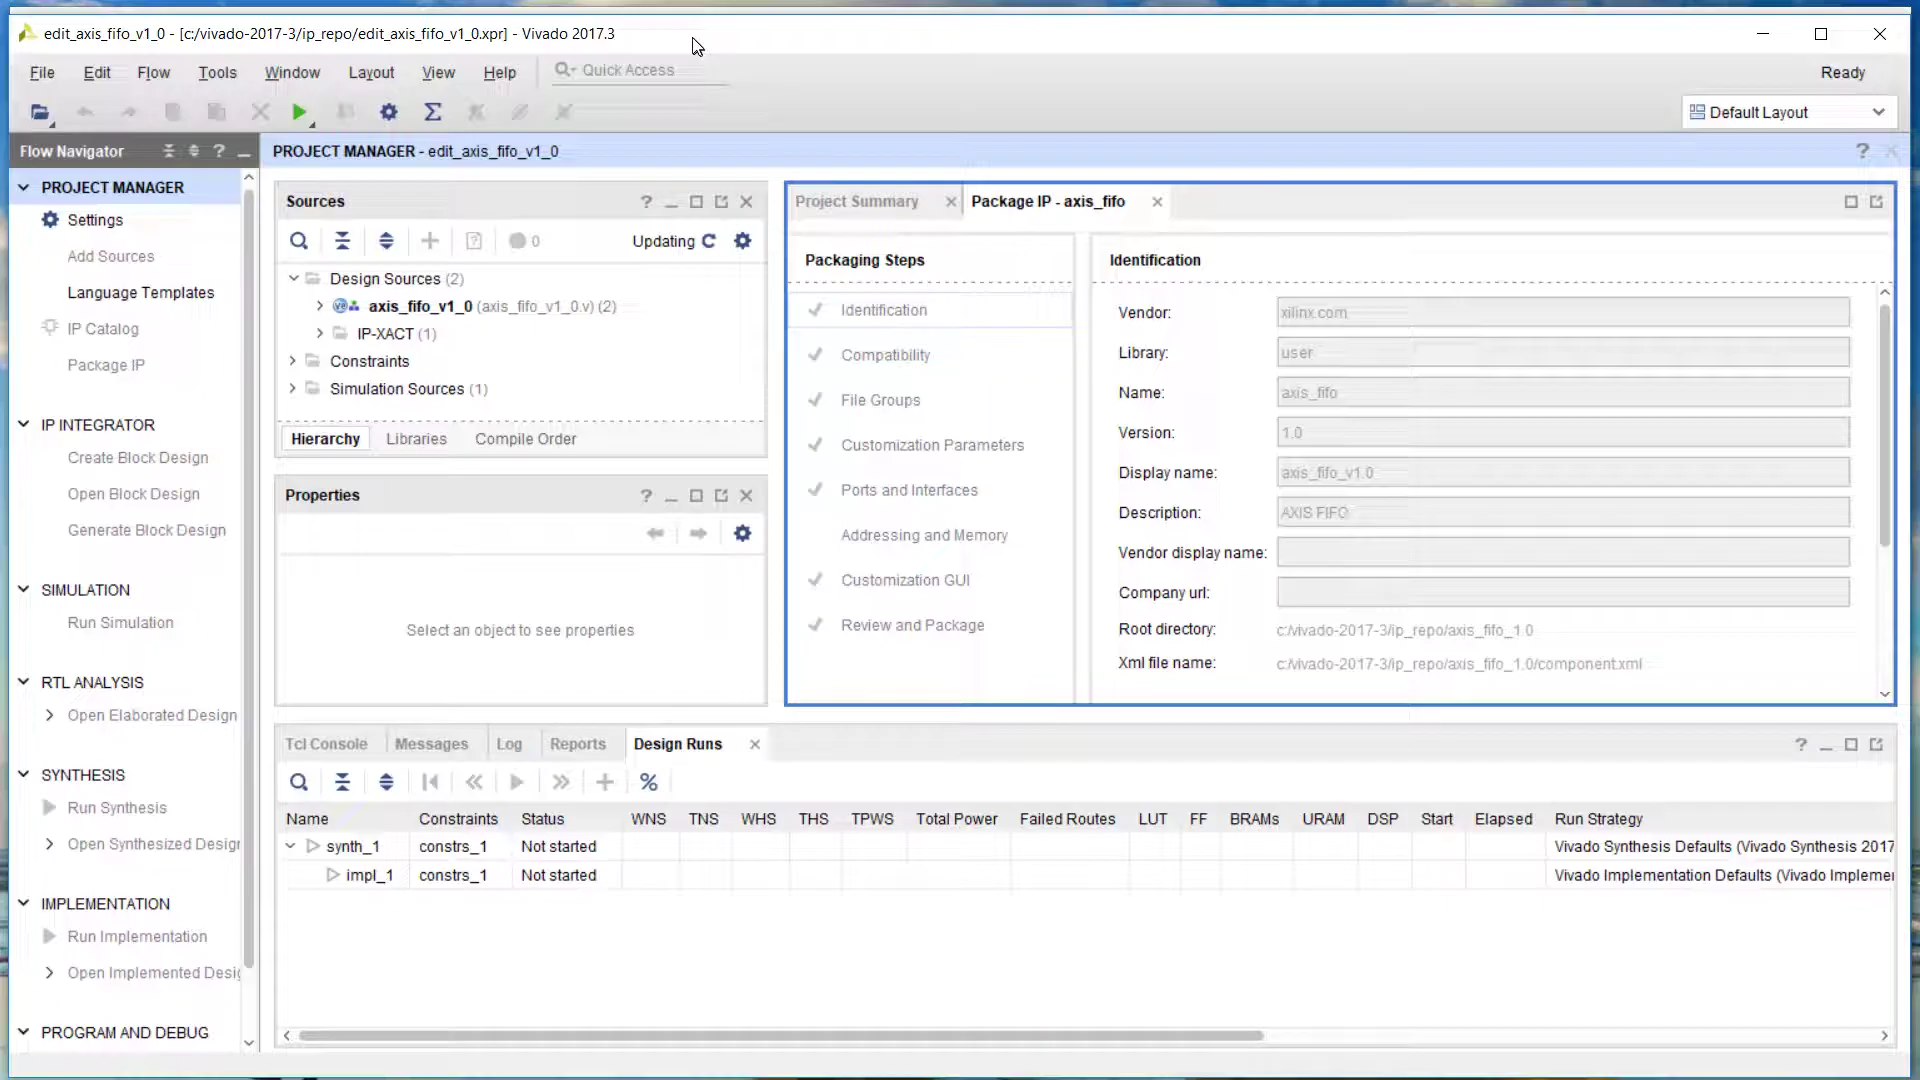 edit_axis_fifo_v1_0 - [c:/vivado-2017-3/ip_repo/edit_axis_fifo_v1_0.xpr] - Vivado 2017.3
File Edit Flow Tools Window Layout View Help Quick Access Ready
Default Layout
Flow Navigator ? PROJECT MANAGER - edit_axis_fifo_v1_0 ?
PROJECT MANAGER
Settings
Add Sources
Language Templates
IP Catalog
Package IP
IP INTEGRATOR
Create Block Design
Open Block Design
Generate Block Design
SIMULATION
Run Simulation
RTL ANALYSIS
Open Elaborated Design
SYNTHESIS
Run Synthesis
Open Synthesized Design
IMPLEMENTATION
Run Implementation
Open Implemented Desi
PROGRAM AND DEBUG
Sources ?
0 Updating
Design Sources (2)
axis_fifo_v1_0 (axis_fifo_v1_0.v) (2)
IP-XACT (1)
Constraints
Simulation Sources (1)
Hierarchy Libraries Compile Order
Properties ?
Select an object to see properties
Project Summary Package IP - axis_fifo
Packaging Steps
Identification
Compatibility
File Groups
Customization Parameters
Ports and Interfaces
Addressing and Memory
Customization GUI
Review and Package
Identification
Vendor: xilinx.com
Library: user
Name: axis_fifo
Version: 1.0
Display name: axis_fifo_v1.0
Description: AXIS FIFO
Vendor display name:
Company url:
Root directory: c:/vivado-2017-3/ip_repo/axis_fifo_1.0
Xml file name: c:/vivado-2017-3/ip_repo/axis_fifo_1.0/component.xml
Tcl Console Messages Log Reports Design Runs ?
Name Constraints Status WNS TNS WHS THS TPWS Total Power Failed Routes LUT FF BRAMs URAM DSP Start Elapsed Run Strategy
synth_1 constrs_1 Not started Vivado Synthesis Defaults (Vivado Synthesis 2017
impl_1 constrs_1 Not started Vivado Implementation Defaults (Vivado Implemen